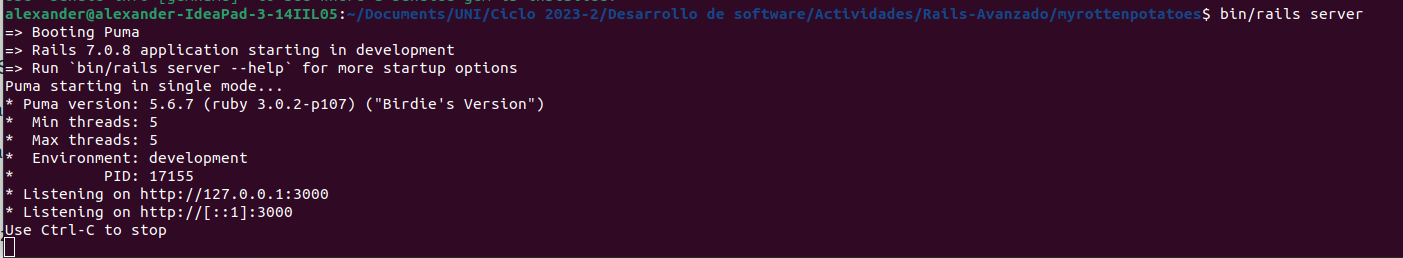 alexander@alexander-IdeaPad-3-14IIL05:~/Documents/UNI/Ciclo 2023-2/Desarrollo de software/Actividades/Rails-Avanzado/myrottenpotatoes$ bin/rails server
=> Booting Puma
=> Rails 7.0.8 application starting in development
=> Run `bin/rails server --help` for more startup options
Puma starting in single mode...
* Puma version: 5.6.7 (ruby 3.0.2-p107) ("Birdie's Version")
*  Min threads: 5
*  Max threads: 5
*  Environment: development
*          PID: 17155
* Listening on http://127.0.0.1:3000
* Listening on http://[::1]:3000
Use Ctrl-C to stop